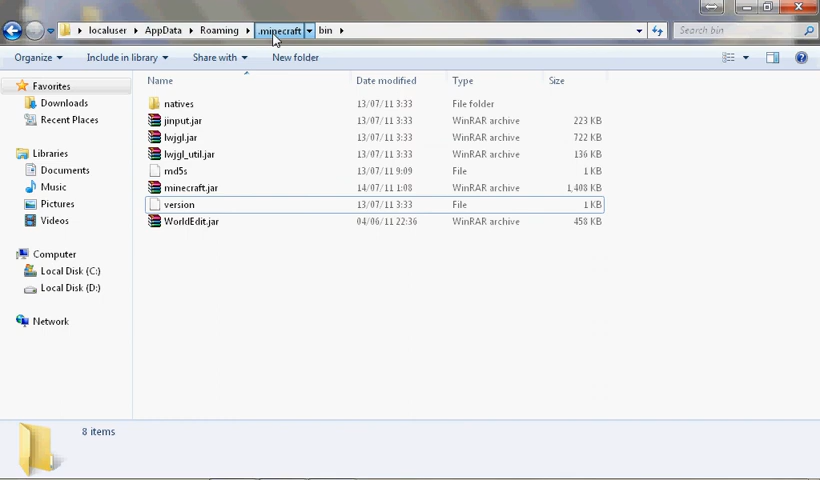 localuser AppData Roaming .minecraft bin Search bin
Organize Include in library Share with New folder
Name Date modified Type Size
Favorites
Downloads
Recent Places
Libraries
Documents
Music
Pictures
Videos
Computer
Local Disk (C:)
Local Disk (D:)
Network
natives 13/07/11 3:33 File folder
jinput.jar 13/07/11 3:33 WinRAR archive 223 KB
lwjgl.jar 13/07/11 3:33 WinRAR archive 722 KB
lwjgl_util.jar 13/07/11 3:33 WinRAR archive 136 KB
md5s 13/07/11 9:09 File 1 KB
minecraft.jar 14/07/11 1:08 WinRAR archive 1,408 KB
version 13/07/11 3:33 File 1 KB
WorldEdit.jar 04/06/11 22:36 WinRAR archive 458 KB
8 items